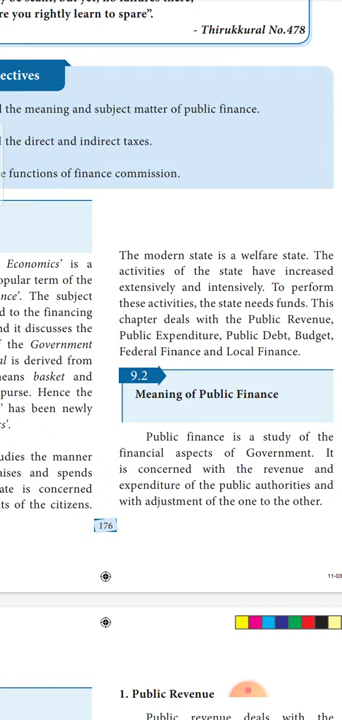 re you rightly learn to spare”.
- Thirukkural No.478
ectives
the meaning and subject matter of public finance.
the direct and indirect taxes.
functions of finance commission.
Economics’ is a
opular term of the
nce’. The subject
d to the financing
nd it discusses the
f the Government
al is derived from
neans basket and
purse. Hence the
’ has been newly
s’.
udies the manner
aises and spends
ate is concerned
ts of the citizens.
The modern state is a welfare state. The
activities of the state have increased
extensively and intensively. To perform
these activities, the state needs funds. This
chapter deals with the Public Revenue,
Public Expenditure, Public Debt, Budget,
Federal Finance and Local Finance.
9.2
Meaning of Public Finance
Public finance is a study of the
financial aspects of Government. It
is concerned with the revenue and
expenditure of the public authorities and
with adjustment of the one to the other.
176
11-03
1. Public Revenue
Public revenue deals with the